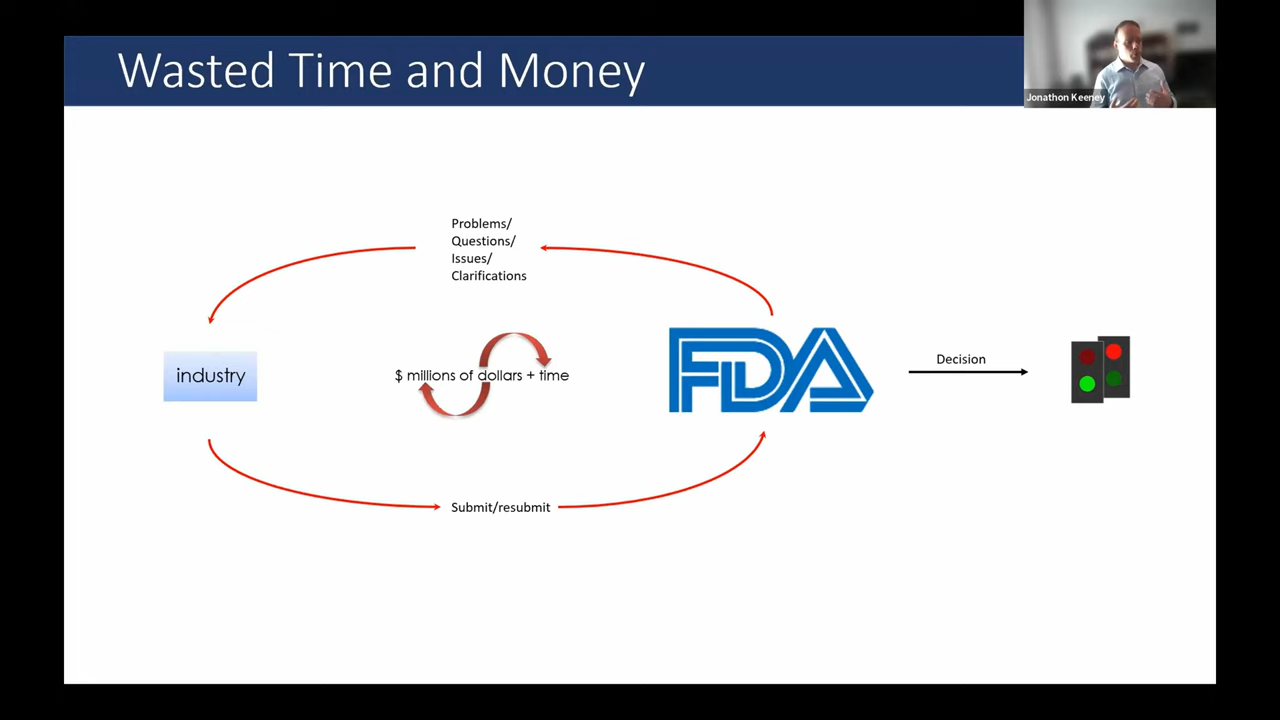 Wasted Time and Money
Jonathon Keeney
Problems/
Questions/
Issues/
Clarifications
industry
$ millions of dollars + time
FDA
Decision
Submit/resubmit